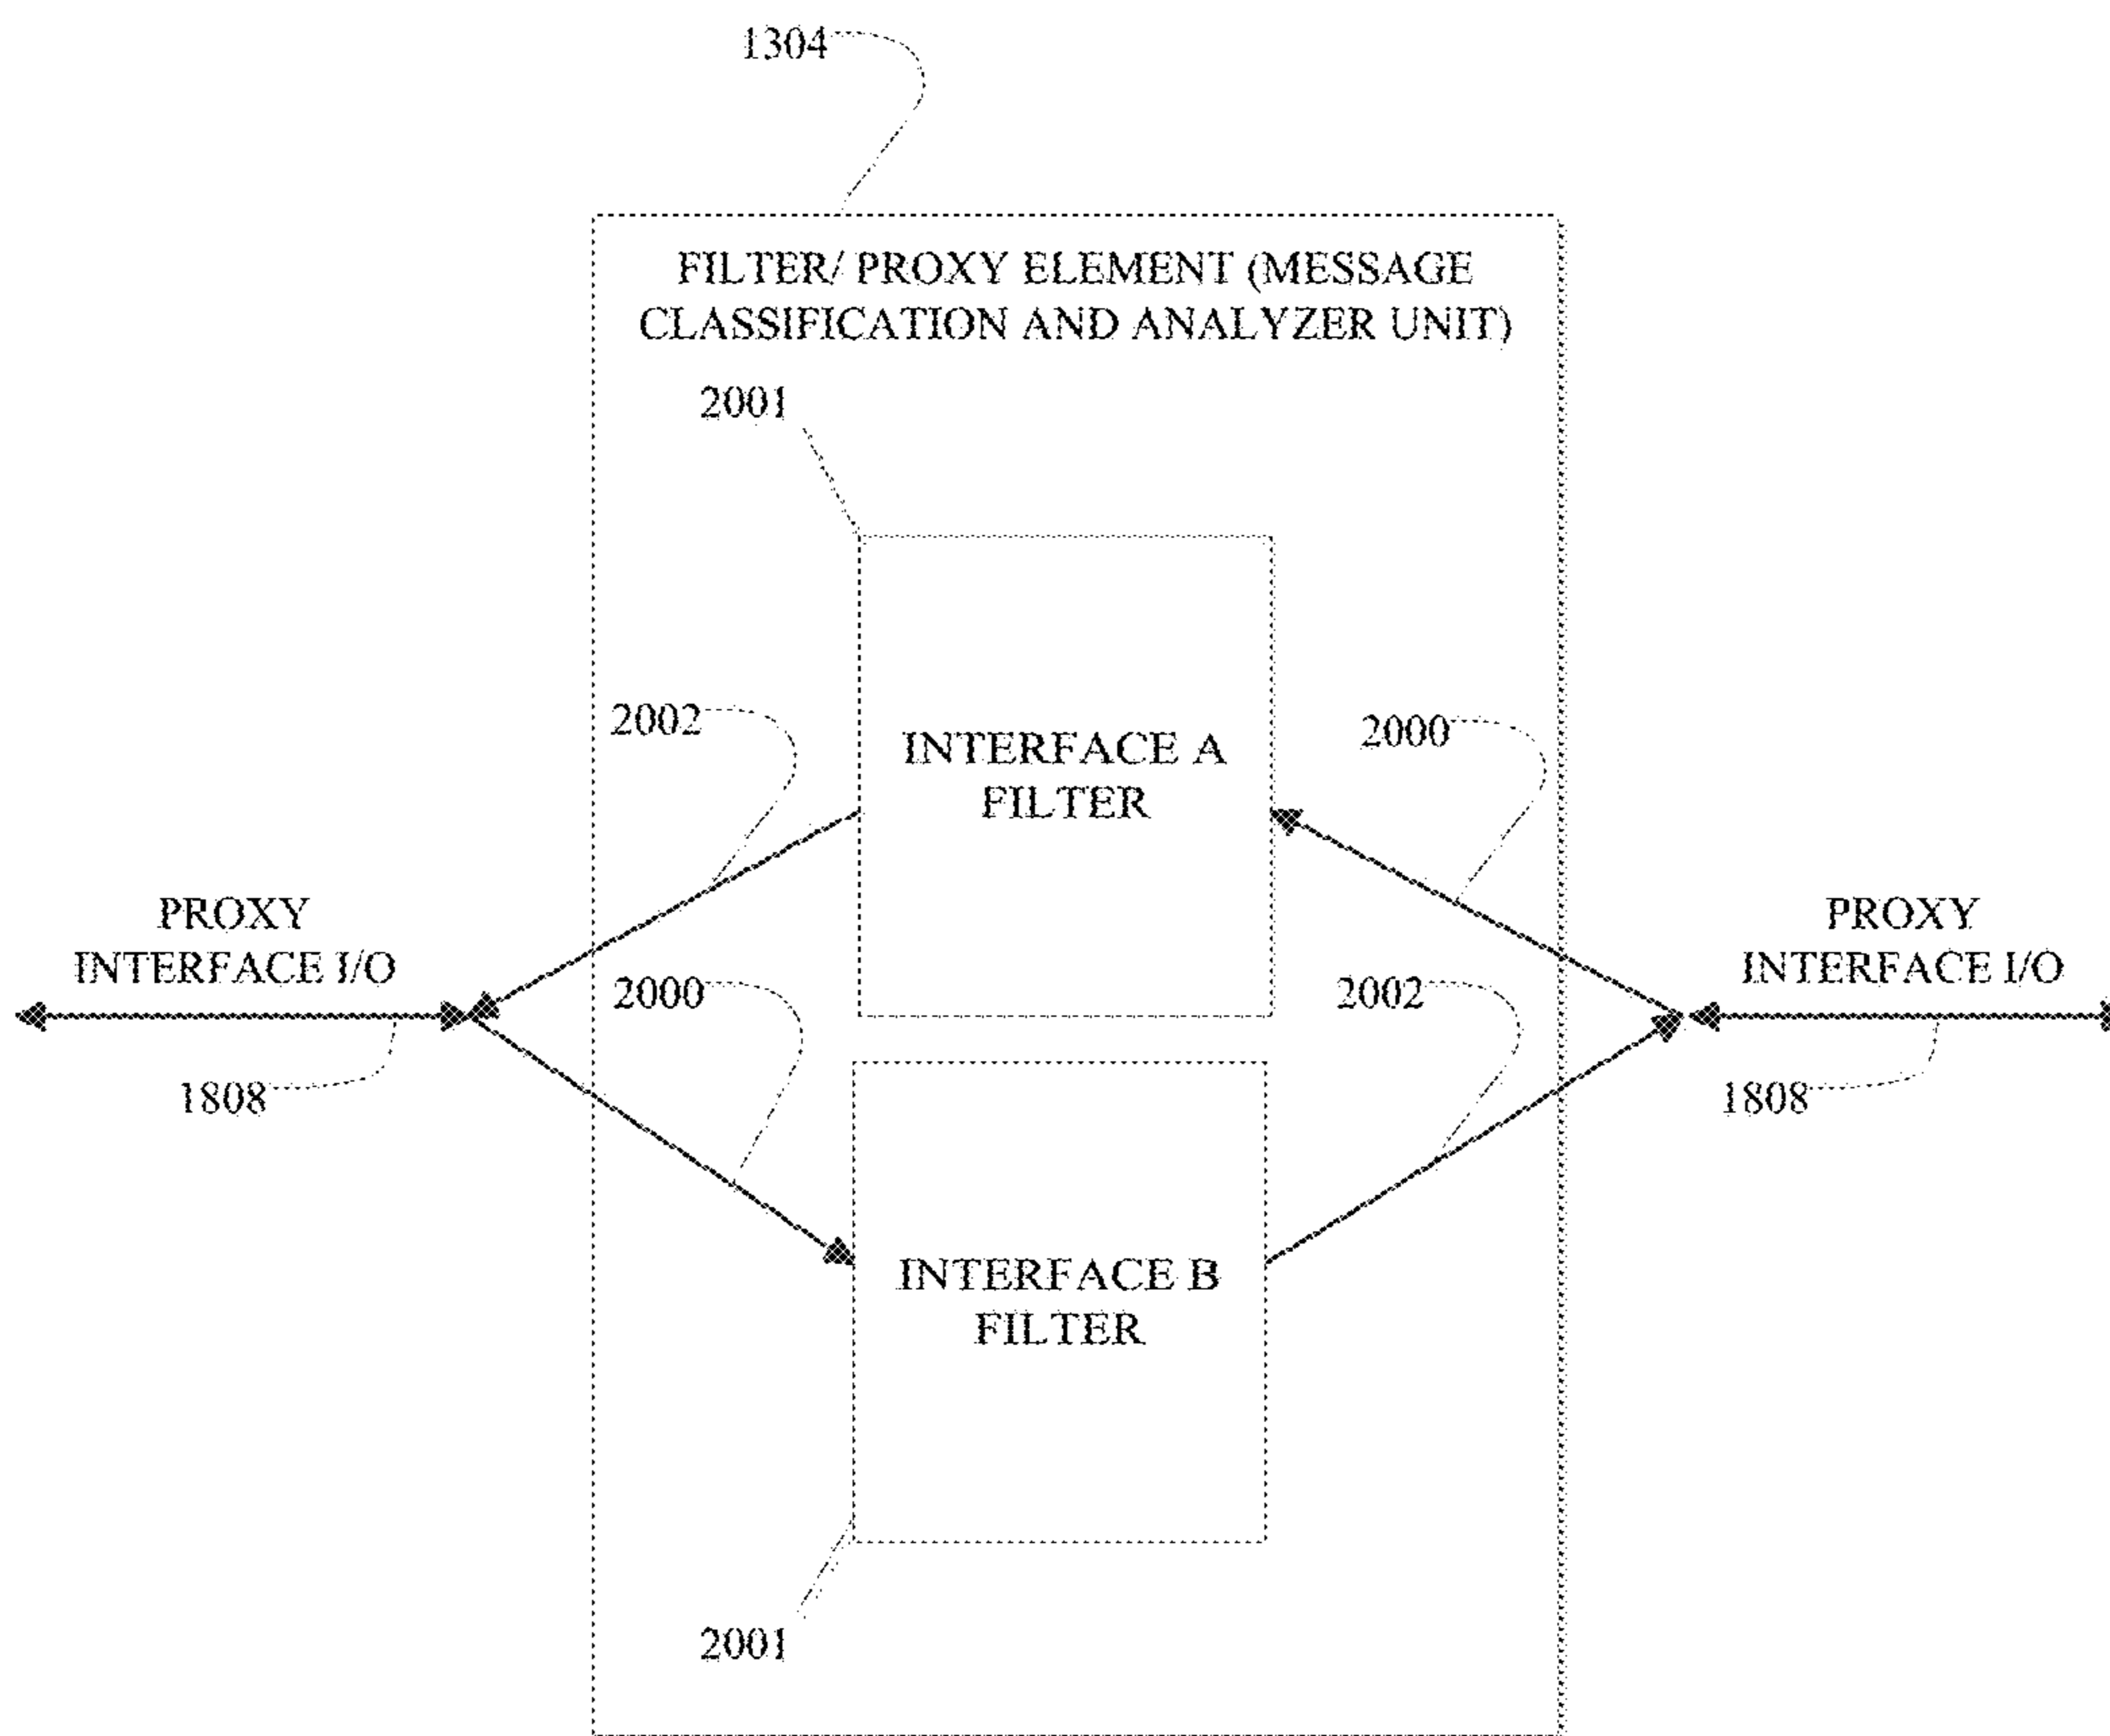 1304
FILTER/ PROXY ELEMENT (MESSAGE
CLASSIFICATION AND ANALYZER UNIT)
2001
2002
INTERFACE A
FILTER
2000
PROXY
INTERFACE I/O
PROXY
INTERFACE I/O
2000
2002
1808
1808
INTERFACE B
FILTER
2001